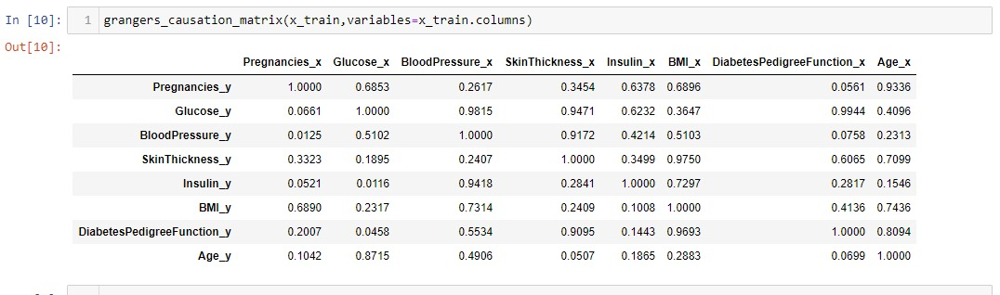 In [10]: 1 grangers_causation_matrix(x_train,variables=x_train.columns)
Out[10]:
Pregnancies_x Glucose_x BloodPressure_x SkinThickness_x Insulin_x BMI_x DiabetesPedigreeFunction_x Age_x
Pregnancies_y 1.0000 0.6853 0.2617 0.3454 0.6378 0.6896 0.0561 0.9336
Glucose_y 0.0661 1.0000 0.9815 0.9471 0.6232 0.3647 0.9944 0.4096
BloodPressure_y 0.0125 0.5102 1.0000 0.9172 0.4214 0.5103 0.0758 0.2313
SkinThickness_y 0.3323 0.1895 0.2407 1.0000 0.3499 0.9750 0.6065 0.7099
Insulin_y 0.0521 0.0116 0.9418 0.2841 1.0000 0.7297 0.2817 0.1546
BMI_y 0.6890 0.2317 0.7314 0.2409 0.1008 1.0000 0.4136 0.7436
DiabetesPedigreeFunction_y 0.2007 0.0458 0.5534 0.9095 0.1443 0.9693 1.0000 0.8094
Age_y 0.1042 0.8715 0.4906 0.0507 0.1865 0.2883 0.0699 1.0000